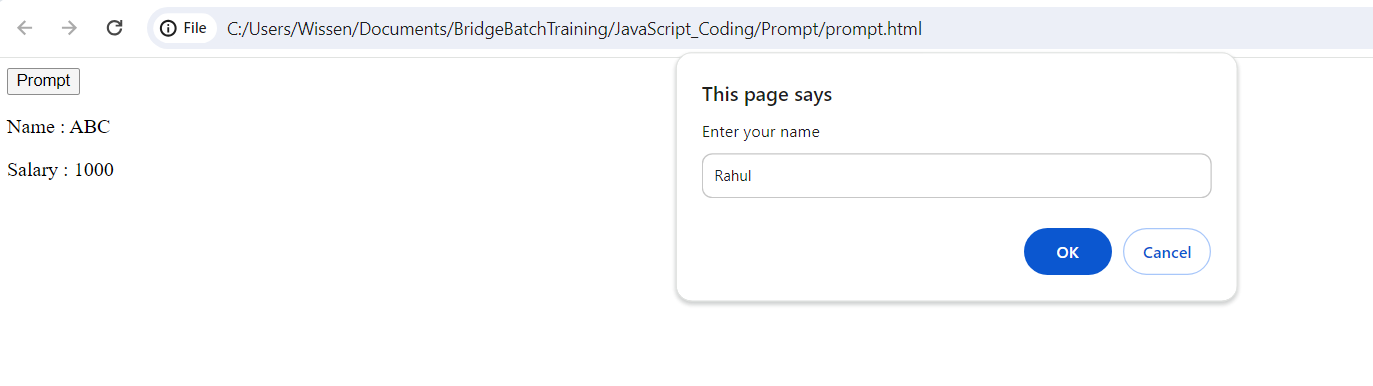 File C:/Users/Wissen/Documents/BridgeBatchTraining/JavaScript_Coding/Prompt/prompt.html
Prompt
Name : ABC
Salary : 1000
This page says
Enter your name
Rahul
OK Cancel